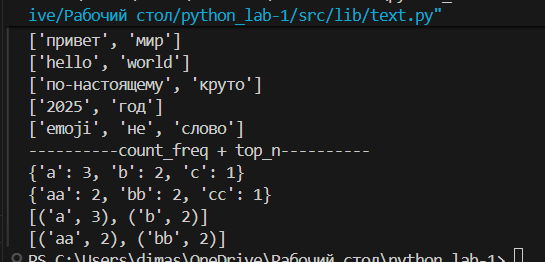 ive/Рабочий стол/python_lab-1/src/lib/text.py"
['привет', 'мир']
['hello', 'world']
['по-настоящему', 'круто']
['2025', 'год']
['emoji', 'не', 'слово']
----------count_freq + top_n----------
{'a': 3, 'b': 2, 'c': 1}
{'aa': 2, 'bb': 2, 'cc': 1}
[('a', 3), ('b', 2)]
[('aa', 2), ('bb', 2)]
PS C:\Users\dimas\OneDrive\Рабочий стол\python_lab-1>